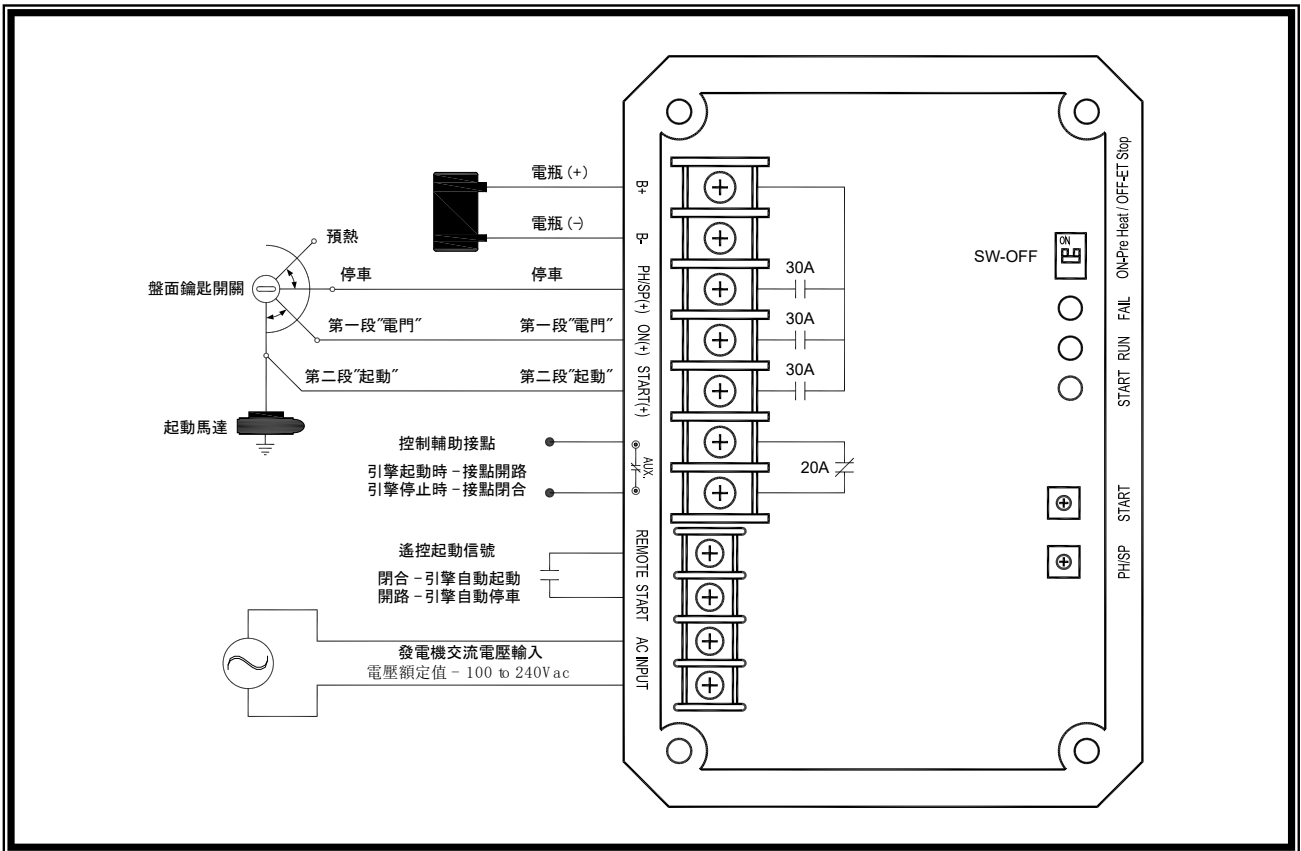 電瓶 (+)
電瓶 (-)
預熱
停車
停車
盤面鑰匙開關
第一段"電門"
第一段"電門"
第二段"起動"
第二段"起動"
起動馬達
控制輔助接點
引擎起動時 - 接點開路
引擎停止時 - 接點閉合
遙控起動信號
閉合 - 引擎自動起動
開路 - 引擎自動停車
發電機交流電壓輸入
電壓額定值 - 100 to 240Vac
B+
B-
PH/SP(+)
ON(+)
START(+)
AUX.
REMOTE START
AC INPUT
30A
30A
30A
20A
SW-OFF
ON
ON-Pre Heat / OFF-ET Stop
FAIL
RUN
START
START
PH/SP